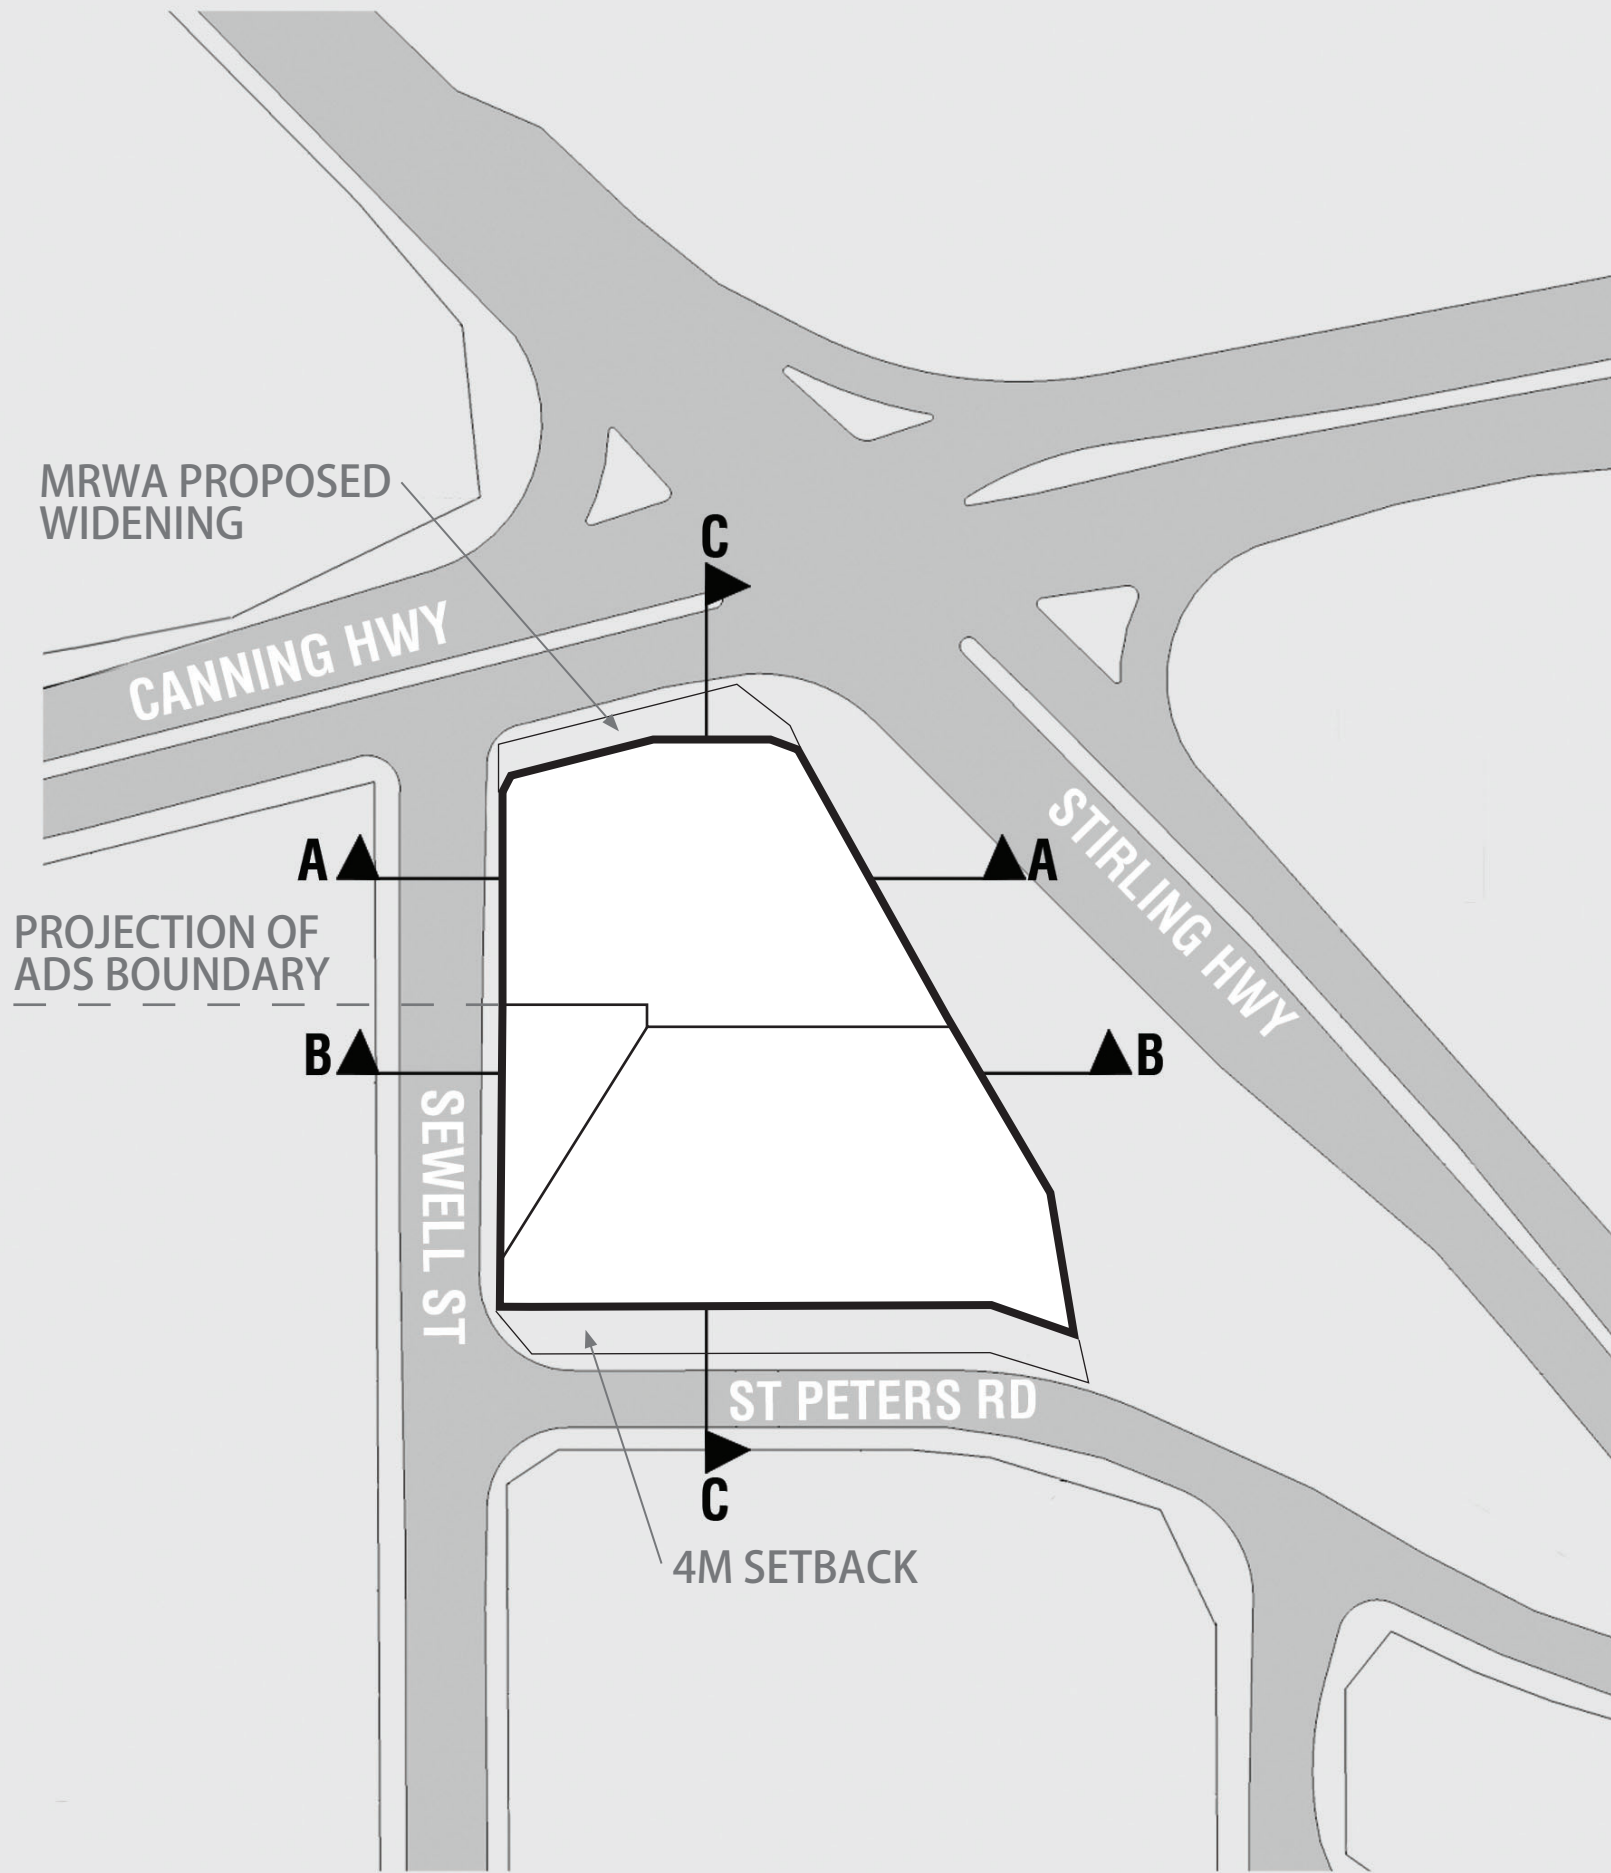 MRWA PROPOSED
WIDENING
C
CANNING HWY
STIRLING HWY
A
A
PROJECTION OF
ADS BOUNDARY
B
B
SEWELL ST
ST PETERS RD
C
4M SETBACK